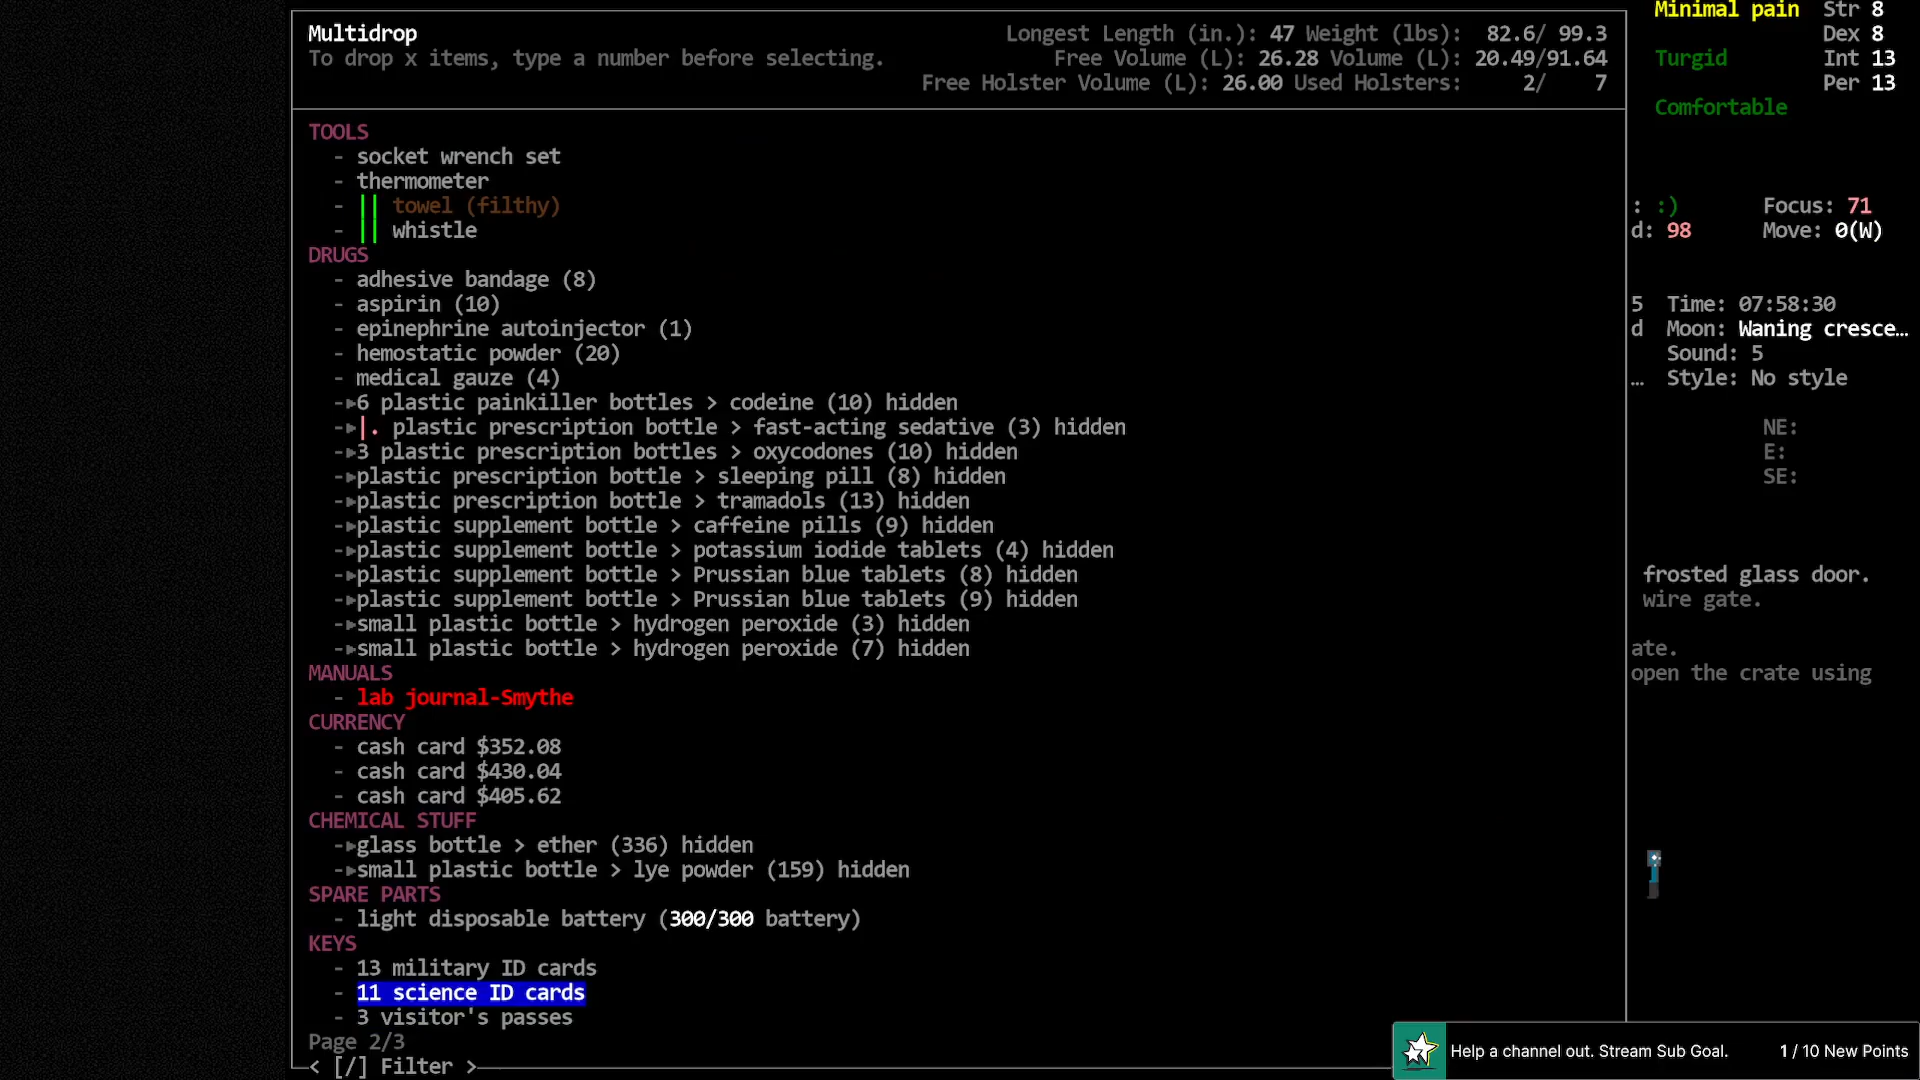 Multidrop
To drop x items, type a number before selecting.
Longest Length (in.): 47 Weight (lbs): 82.6/ 99.3
Free Volume (L): 26.28 Volume (L): 20.49/91.64
Free Holster Volume (L): 26.00 Used Holsters: 2/ 7
TOOLS
- socket wrench set
- thermometer
- || towel (filthy)
- || whistle
DRUGS
- adhesive bandage (8)
- aspirin (10)
- epinephrine autoinjector (1)
- hemostatic powder (20)
- medical gauze (4)
-▸6 plastic painkiller bottles > codeine (10) hidden
-▸|. plastic prescription bottle > fast-acting sedative (3) hidden
-▸3 plastic prescription bottles > oxycodones (10) hidden
-▸plastic prescription bottle > sleeping pill (8) hidden
-▸plastic prescription bottle > tramadols (13) hidden
-▸plastic supplement bottle > caffeine pills (9) hidden
-▸plastic supplement bottle > potassium iodide tablets (4) hidden
-▸plastic supplement bottle > Prussian blue tablets (8) hidden
-▸plastic supplement bottle > Prussian blue tablets (9) hidden
-▸small plastic bottle > hydrogen peroxide (3) hidden
-▸small plastic bottle > hydrogen peroxide (7) hidden
MANUALS
- lab journal-Smythe
CURRENCY
- cash card $352.08
- cash card $430.04
- cash card $405.62
CHEMICAL STUFF
-▸glass bottle > ether (336) hidden
-▸small plastic bottle > lye powder (159) hidden
SPARE PARTS
- light disposable battery (300/300 battery)
KEYS
- 13 military ID cards
- 11 science ID cards
- 3 visitor's passes
Page 2/3
< [/] Filter >
Minimal pain Str 8
Dex 8
Turgid Int 13
Per 13
Comfortable
: :) Focus: 71
d: 98 Move: 0(W)
5 Time: 07:58:30
d Moon: Waning cresce…
Sound: 5
… Style: No style
NE:
E:
SE:
frosted glass door.
wire gate.
ate.
open the crate using
Help a channel out. Stream Sub Goal. 1 / 10 New Points